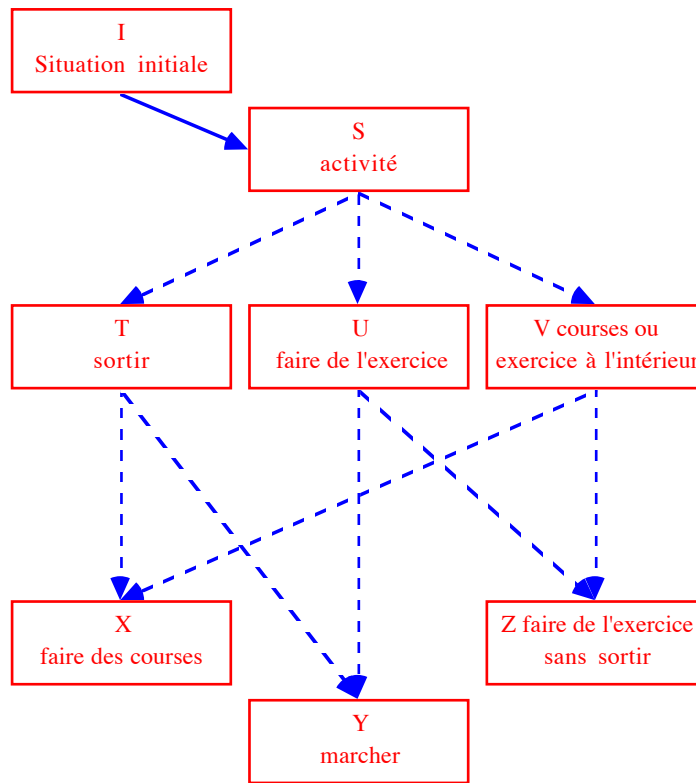 I
Situation initiale
S
activité
T
sortir
U
faire de l'exercice
V courses ou
exercice à l'intérieur
X
faire des courses
Z faire de l'exercice
sans sortir
Y
marcher